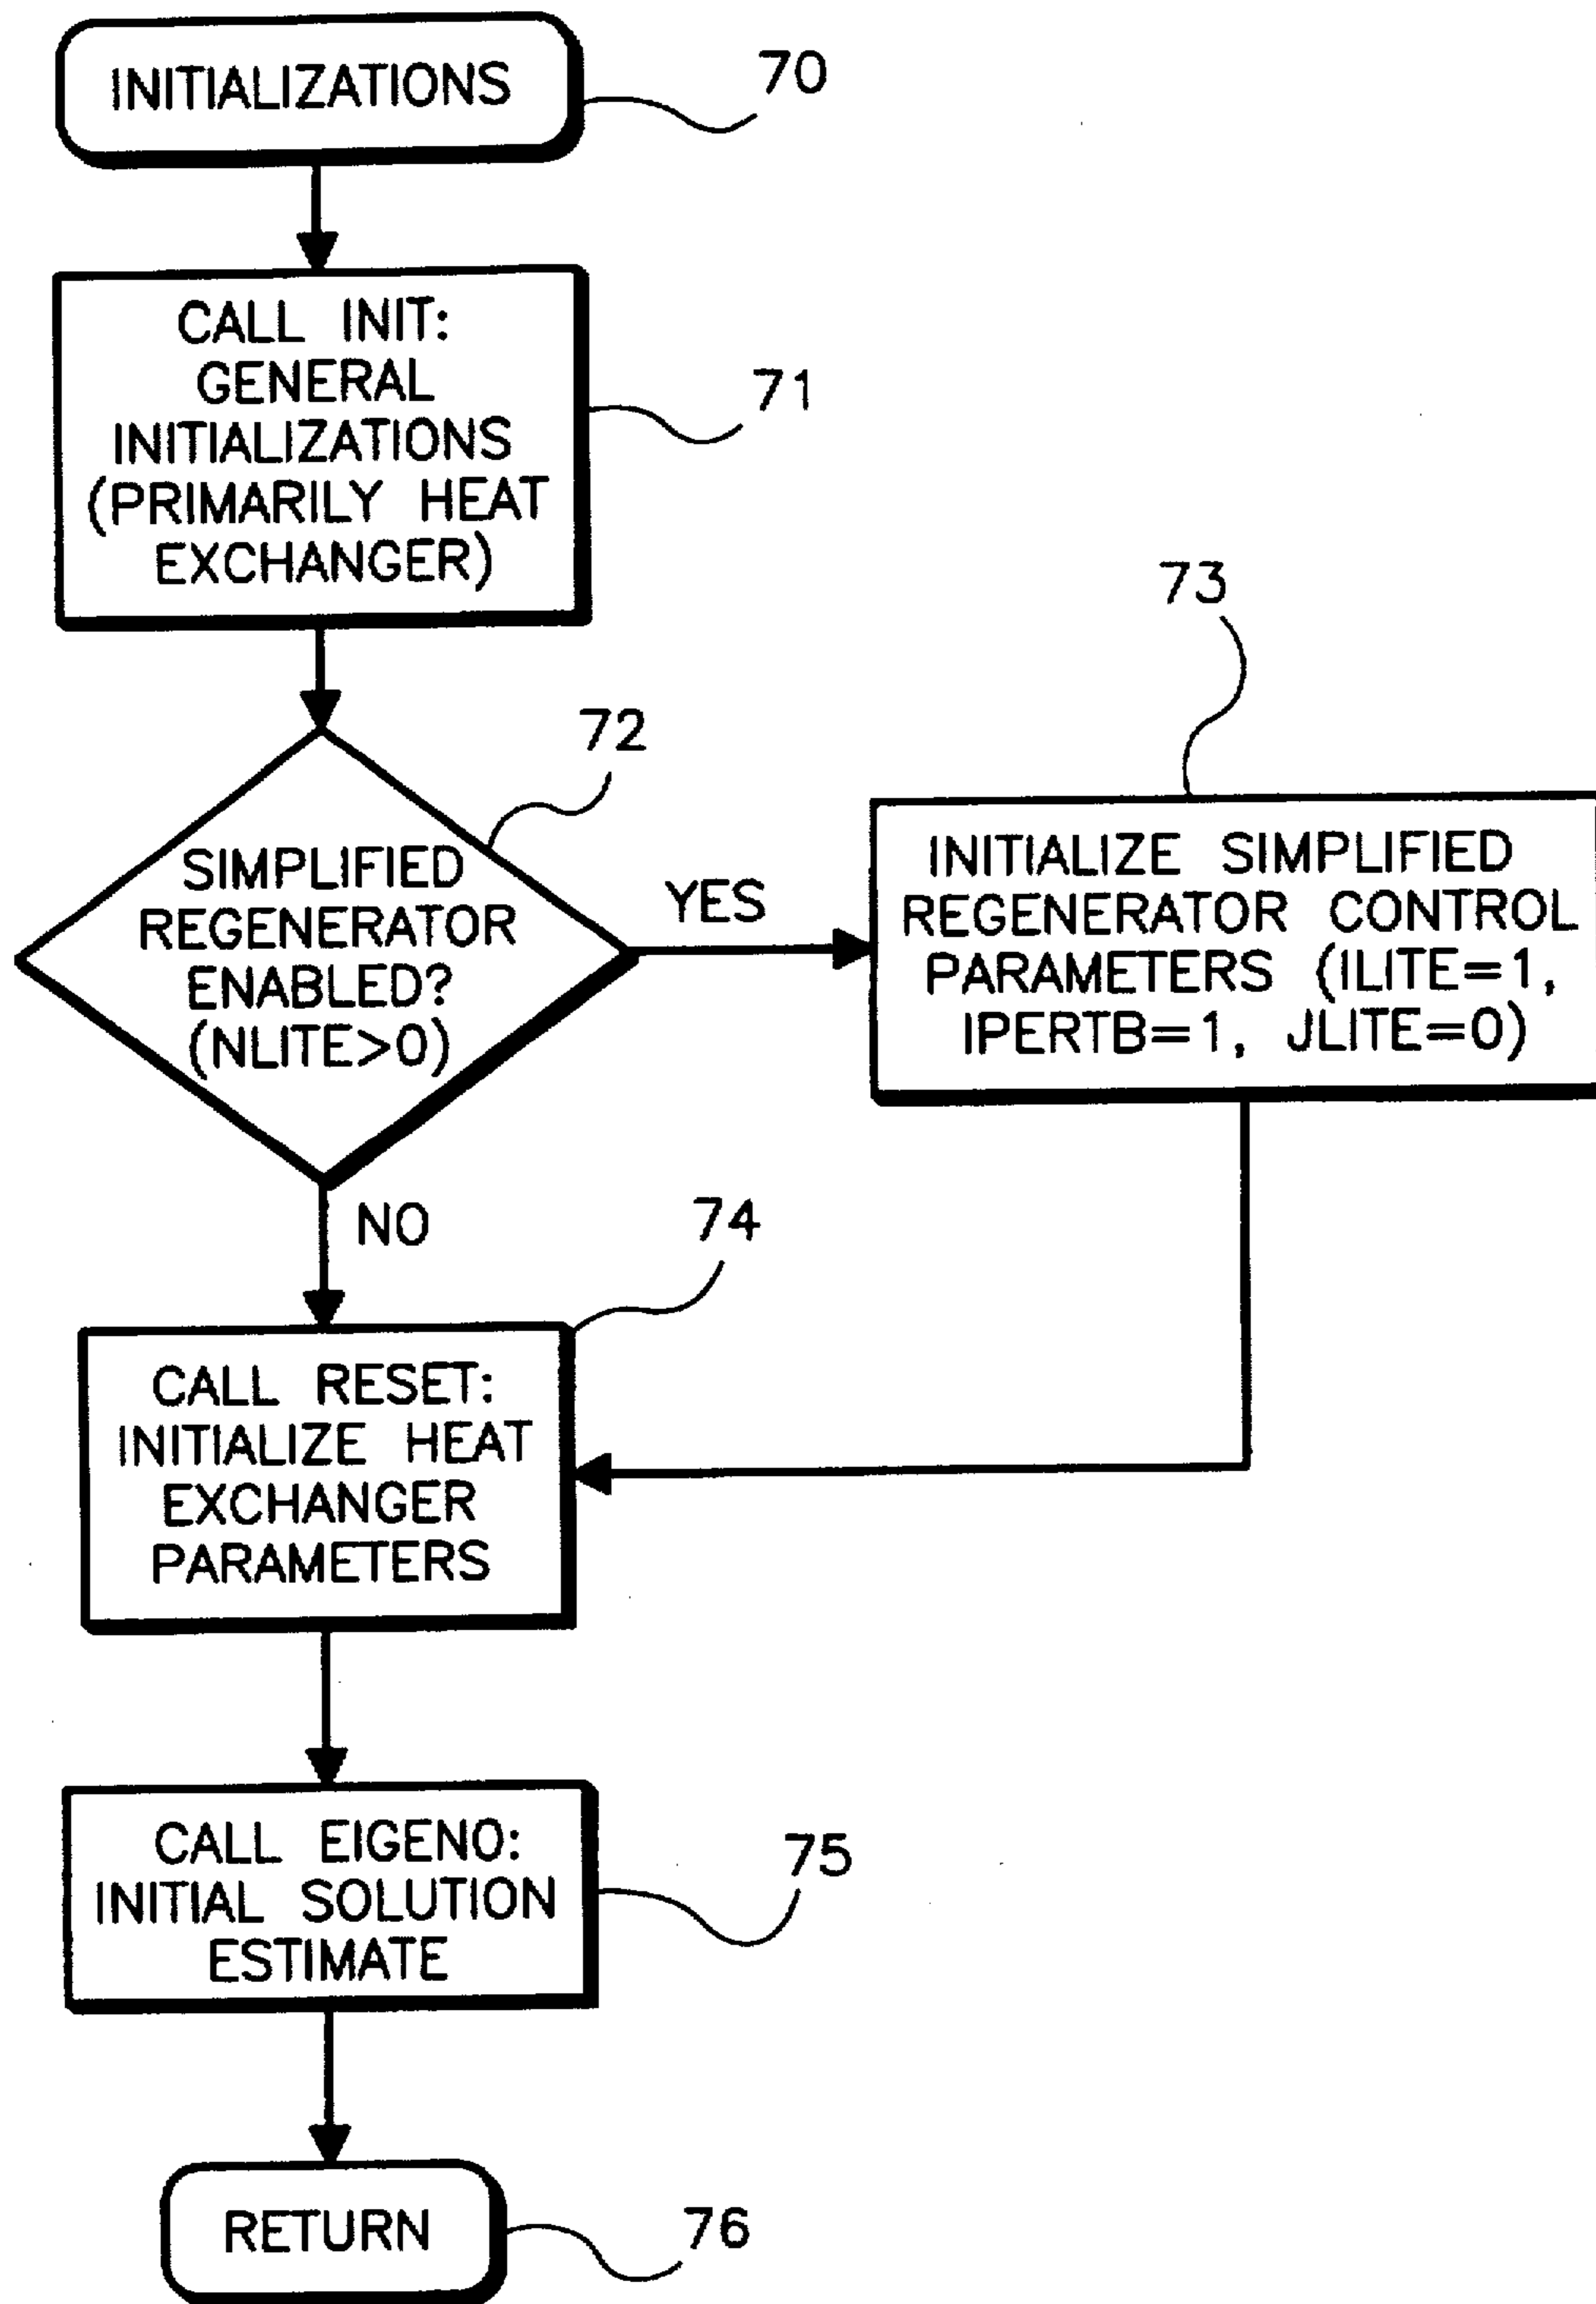 INITIALIZATIONS
70
CALL INIT:
GENERAL
INITIALIZATIONS
(PRIMARILY HEAT
EXCHANGER)
71
72
SIMPLIFIED
REGENERATOR
ENABLED?
(NLITE>0)
YES
73
INITIALIZE SIMPLIFIED
REGENERATOR CONTROL
PARAMETERS (ILITE=1,
IPERTB=1, JLITE=0)
NO
74
CALL RESET:
INITIALIZE HEAT
EXCHANGER
PARAMETERS
CALL EIGENO:
INITIAL SOLUTION
ESTIMATE
75
RETURN
76